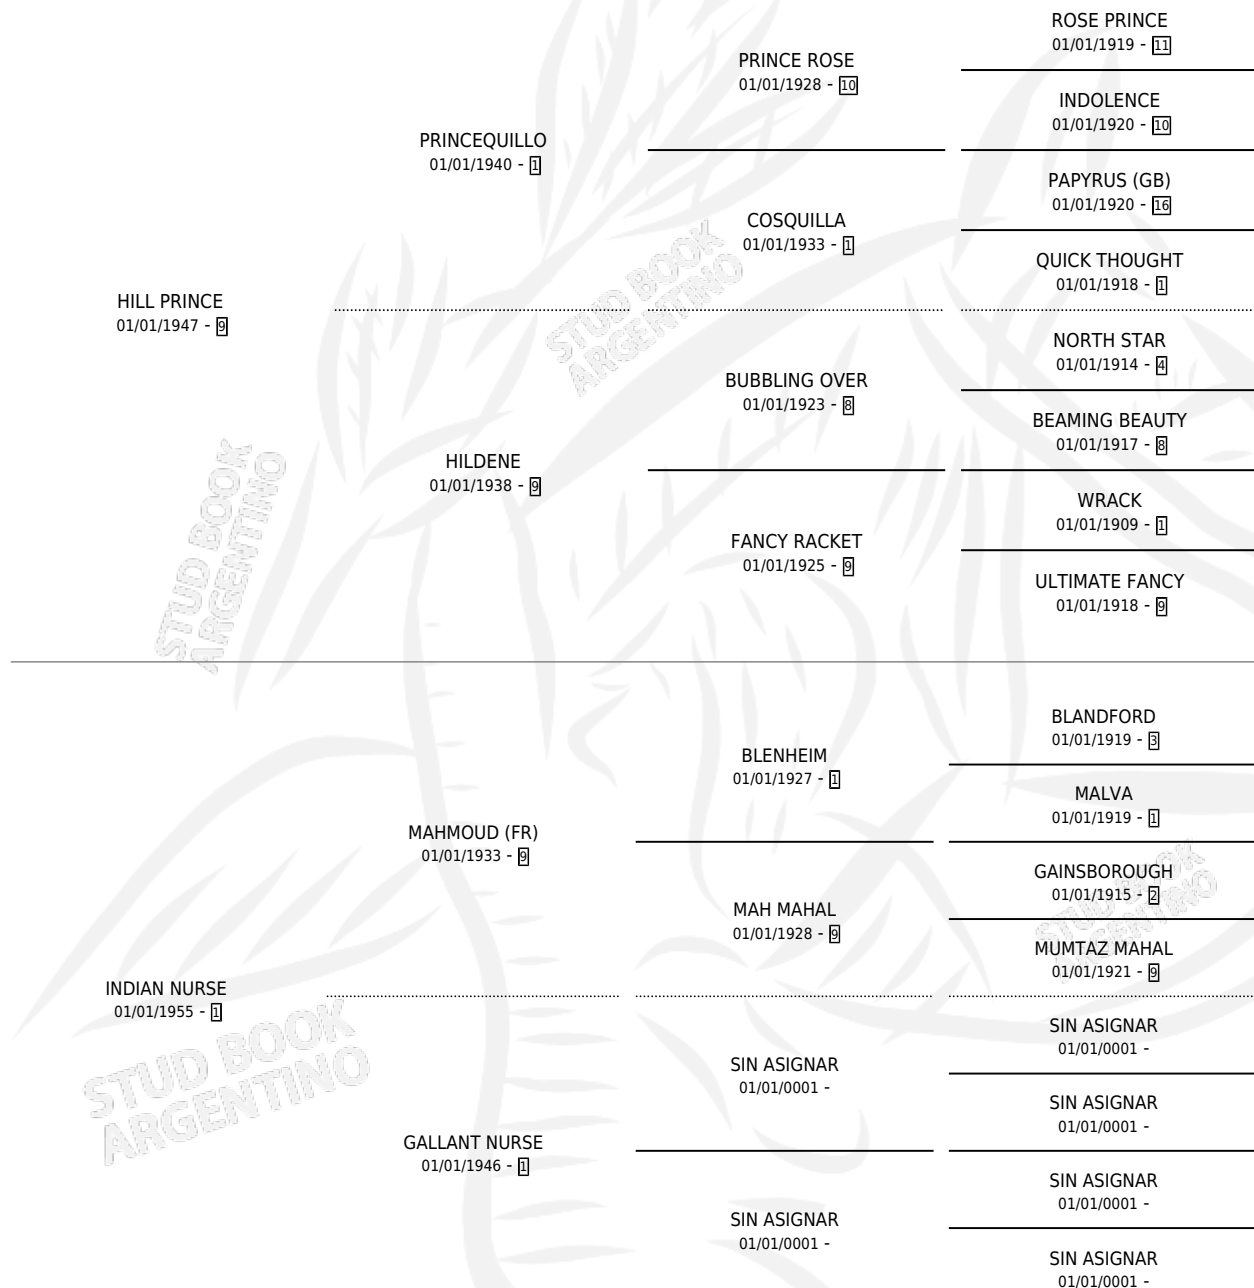 ROSE PRINCE
01/01/1919 - 11
PRINCE ROSE
01/01/1928 - 10
INDOLENCE
01/01/1920 - 10
PRINCEQUILLO
01/01/1940 - 1
PAPYRUS (GB)
01/01/1920 - 16
COSQUILLA
01/01/1933 - 1
QUICK THOUGHT
01/01/1918 - 1
HILL PRINCE
01/01/1947 - 9
NORTH STAR
01/01/1914 - 4
BUBBLING OVER
01/01/1923 - 8
BEAMING BEAUTY
01/01/1917 - 8
HILDENE
01/01/1938 - 9
WRACK
01/01/1909 - 1
FANCY RACKET
01/01/1925 - 9
ULTIMATE FANCY
01/01/1918 - 9
STUD BOOK
ARGENTINO
STUD BOOK
ARGENTINO
BLANDFORD
01/01/1919 - 3
BLENHEIM
01/01/1927 - 1
MALVA
01/01/1919 - 1
MAHMOUD (FR)
01/01/1933 - 9
GAINSBOROUGH
01/01/1915 - 2
MAH MAHAL
01/01/1928 - 9
MUMTAZ MAHAL
01/01/1921 - 9
STUD BOOK
ARGENTINO
INDIAN NURSE
01/01/1955 - 1
SIN ASIGNAR
01/01/0001 -
SIN ASIGNAR
01/01/0001 -
SIN ASIGNAR
01/01/0001 -
GALLANT NURSE
01/01/1946 - 1
SIN ASIGNAR
01/01/0001 -
SIN ASIGNAR
01/01/0001 -
SIN ASIGNAR
01/01/0001 -
STUD BOOK
ARGENTINO